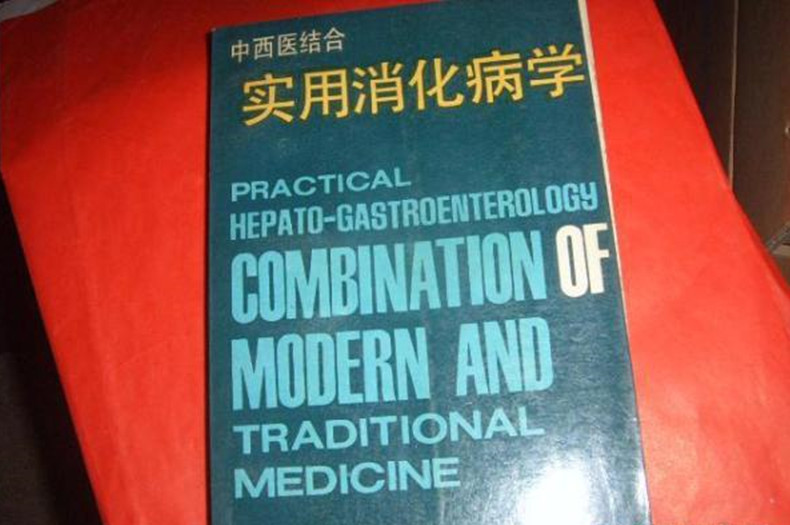 中西医结合
实用消化病学
PRACTICAL
HEPATO-GASTROENTEROLOGY
COMBINATION OF
MODERN AND
TRADITIONAL
MEDICINE